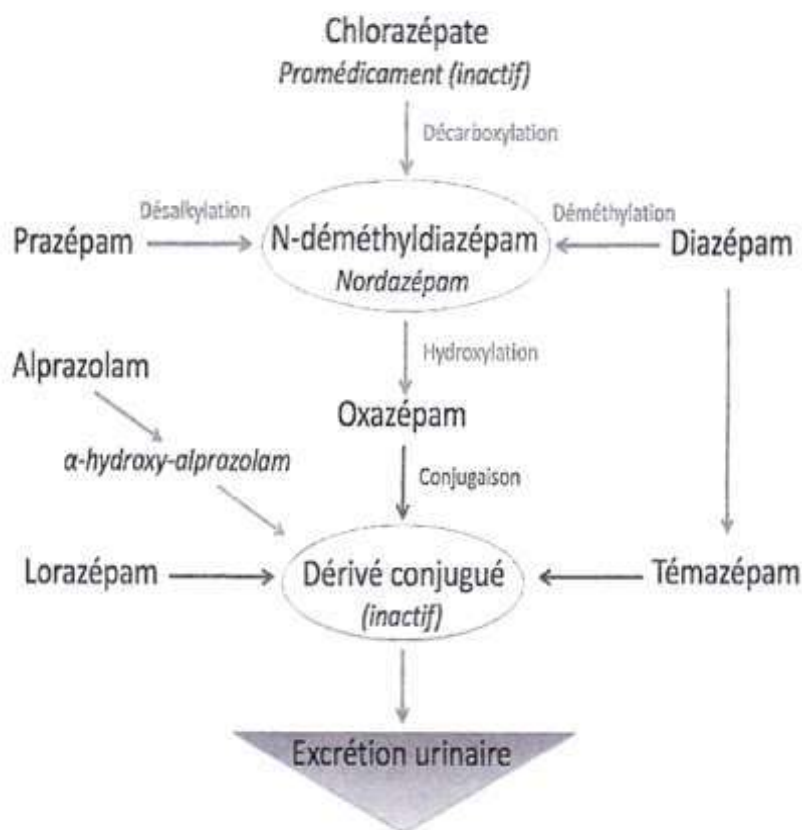 Chlorazépate
Promédicament (inactif)
Décarboxylation
Désalkylation
Déméthylation
Prazépam
N-déméthyldiazépam
Diazépam
Nordazépam
Hydroxylation
Alprazolam
Oxazépam
α-hydroxy-alprazolam
Conjugaison
Lorazépam
Dérivé conjugué
Témazépam
(inactif)
Excrétion urinaire